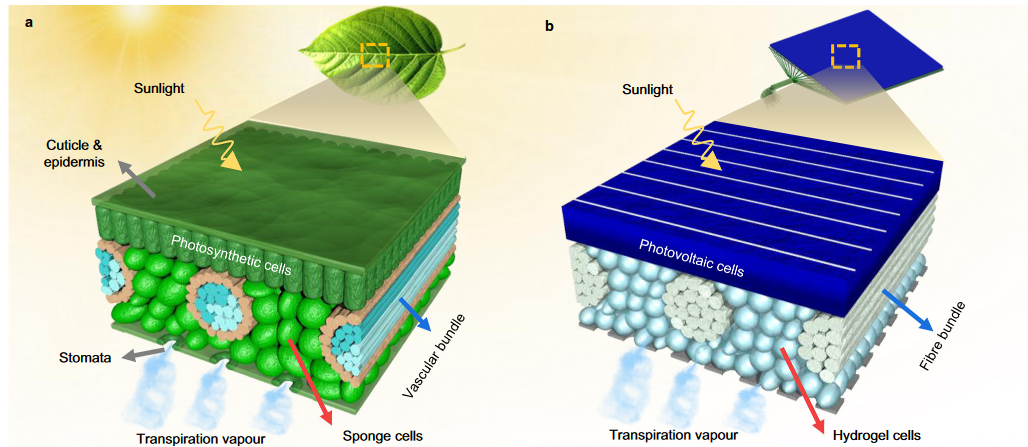 a
Sunlight
Cuticle &
epidermis
Photosynthetic cells
Stomata
Vascular bundle
Transpiration vapour
Sponge cells
b
Sunlight
Photovoltaic cells
Fibre bundle
Transpiration vapour
Hydrogel cells